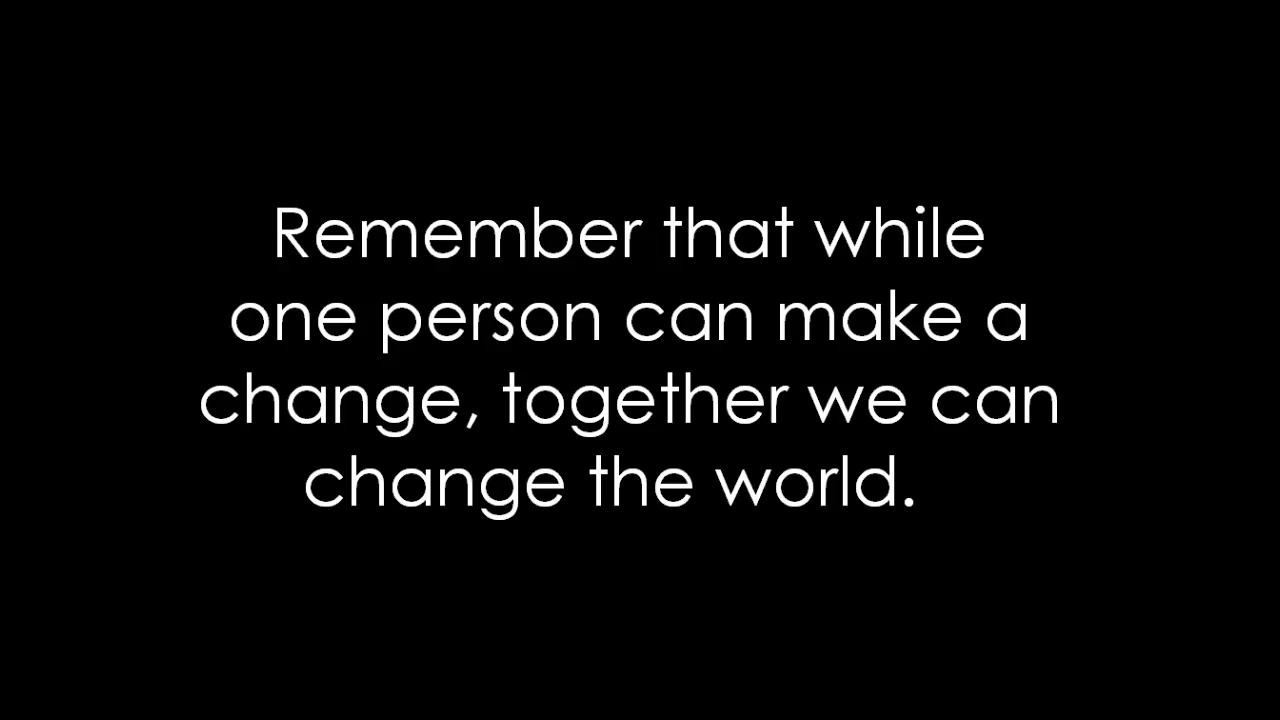 Remember that while
one person can make a
change, together we can
change the world.